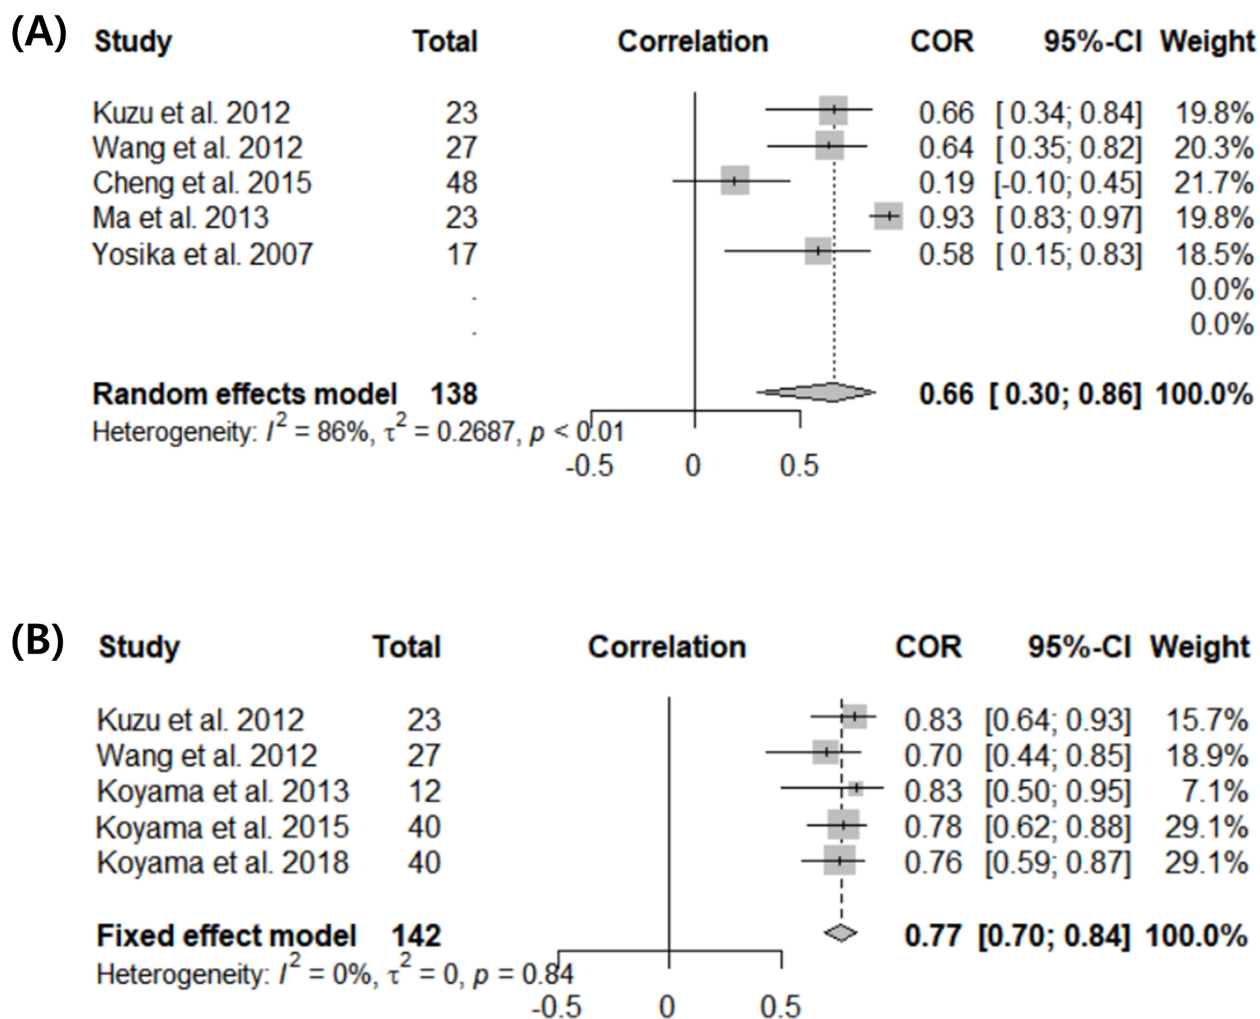 (A) Study Total Correlation COR 95%-CI Weight
Kuzu et al. 2012 23 0.66 [ 0.34; 0.84] 19.8%
Wang et al. 2012 27 0.64 [ 0.35; 0.82] 20.3%
Cheng et al. 2015 48 0.19 [-0.10; 0.45] 21.7%
Ma et al. 2013 23 0.93 [ 0.83; 0.97] 19.8%
Yosika et al. 2007 17 0.58 [ 0.15; 0.83] 18.5%
. 0.0%
. 0.0%
Random effects model 138 0.66 [ 0.30; 0.86] 100.0%
Heterogeneity: I² = 86%, τ² = 0.2687, p < 0.01
-0.5 0 0.5
(B) Study Total Correlation COR 95%-CI Weight
Kuzu et al. 2012 23 0.83 [0.64; 0.93] 15.7%
Wang et al. 2012 27 0.70 [0.44; 0.85] 18.9%
Koyama et al. 2013 12 0.83 [0.50; 0.95] 7.1%
Koyama et al. 2015 40 0.78 [0.62; 0.88] 29.1%
Koyama et al. 2018 40 0.76 [0.59; 0.87] 29.1%
Fixed effect model 142 0.77 [0.70; 0.84] 100.0%
Heterogeneity: I² = 0%, τ² = 0, p = 0.84
-0.5 0 0.5